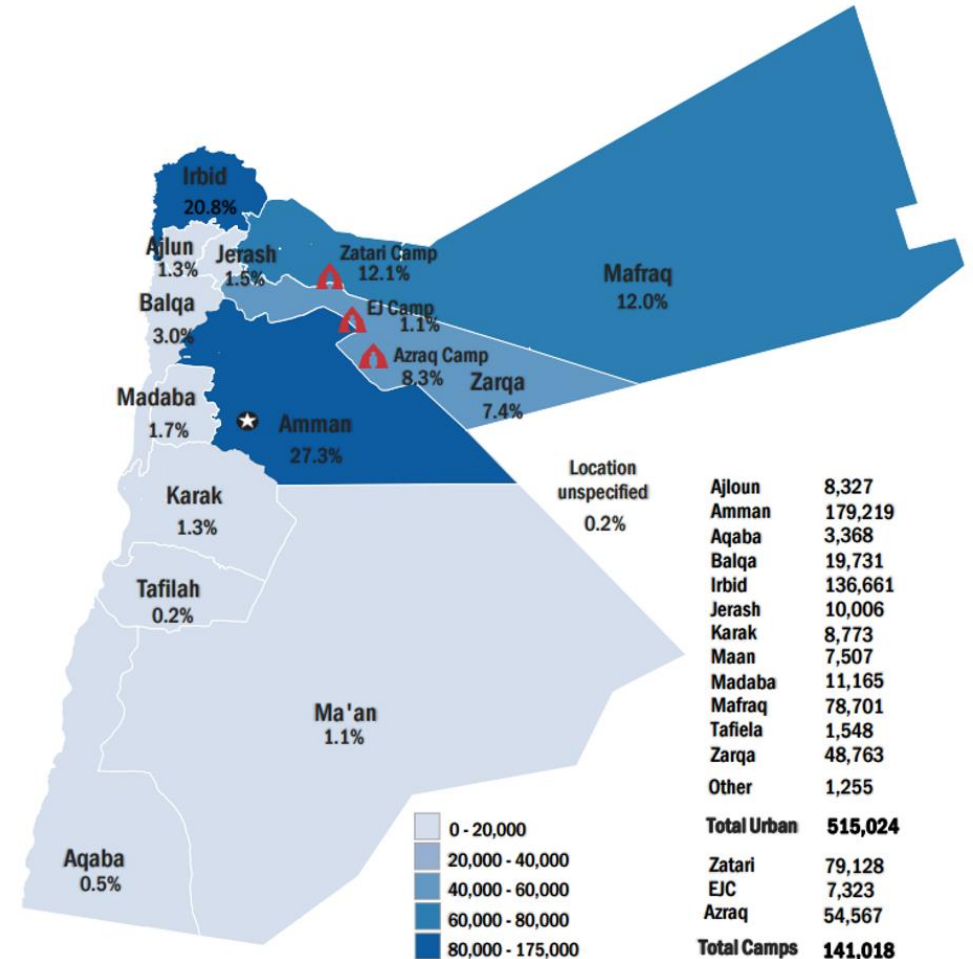 Irbid
20.8%
Ajlun
1.3%
Jerash
1.5%
Zatari Camp
12.1%
Mafraq
12.0%
Balqa
3.0%
EJ Camp
1.1%
Azraq Camp
8.3%
Zarqa
7.4%
Madaba
1.7%
Amman
27.3%
Karak
1.3%
Tafilah
0.2%
Ma'an
1.1%
Aqaba
0.5%
Location
unspecified
0.2%
Ajloun 8,327
Amman 179,219
Aqaba 3,368
Balqa 19,731
Irbid 136,661
Jerash 10,006
Karak 8,773
Maan 7,507
Madaba 11,165
Mafraq 78,701
Tafiela 1,548
Zarqa 48,763
Other 1,255
Total Urban 515,024
Zatari 79,128
EJC 7,323
Azraq 54,567
Total Camps 141,018
0 - 20,000
20,000 - 40,000
40,000 - 60,000
60,000 - 80,000
80,000 - 175,000